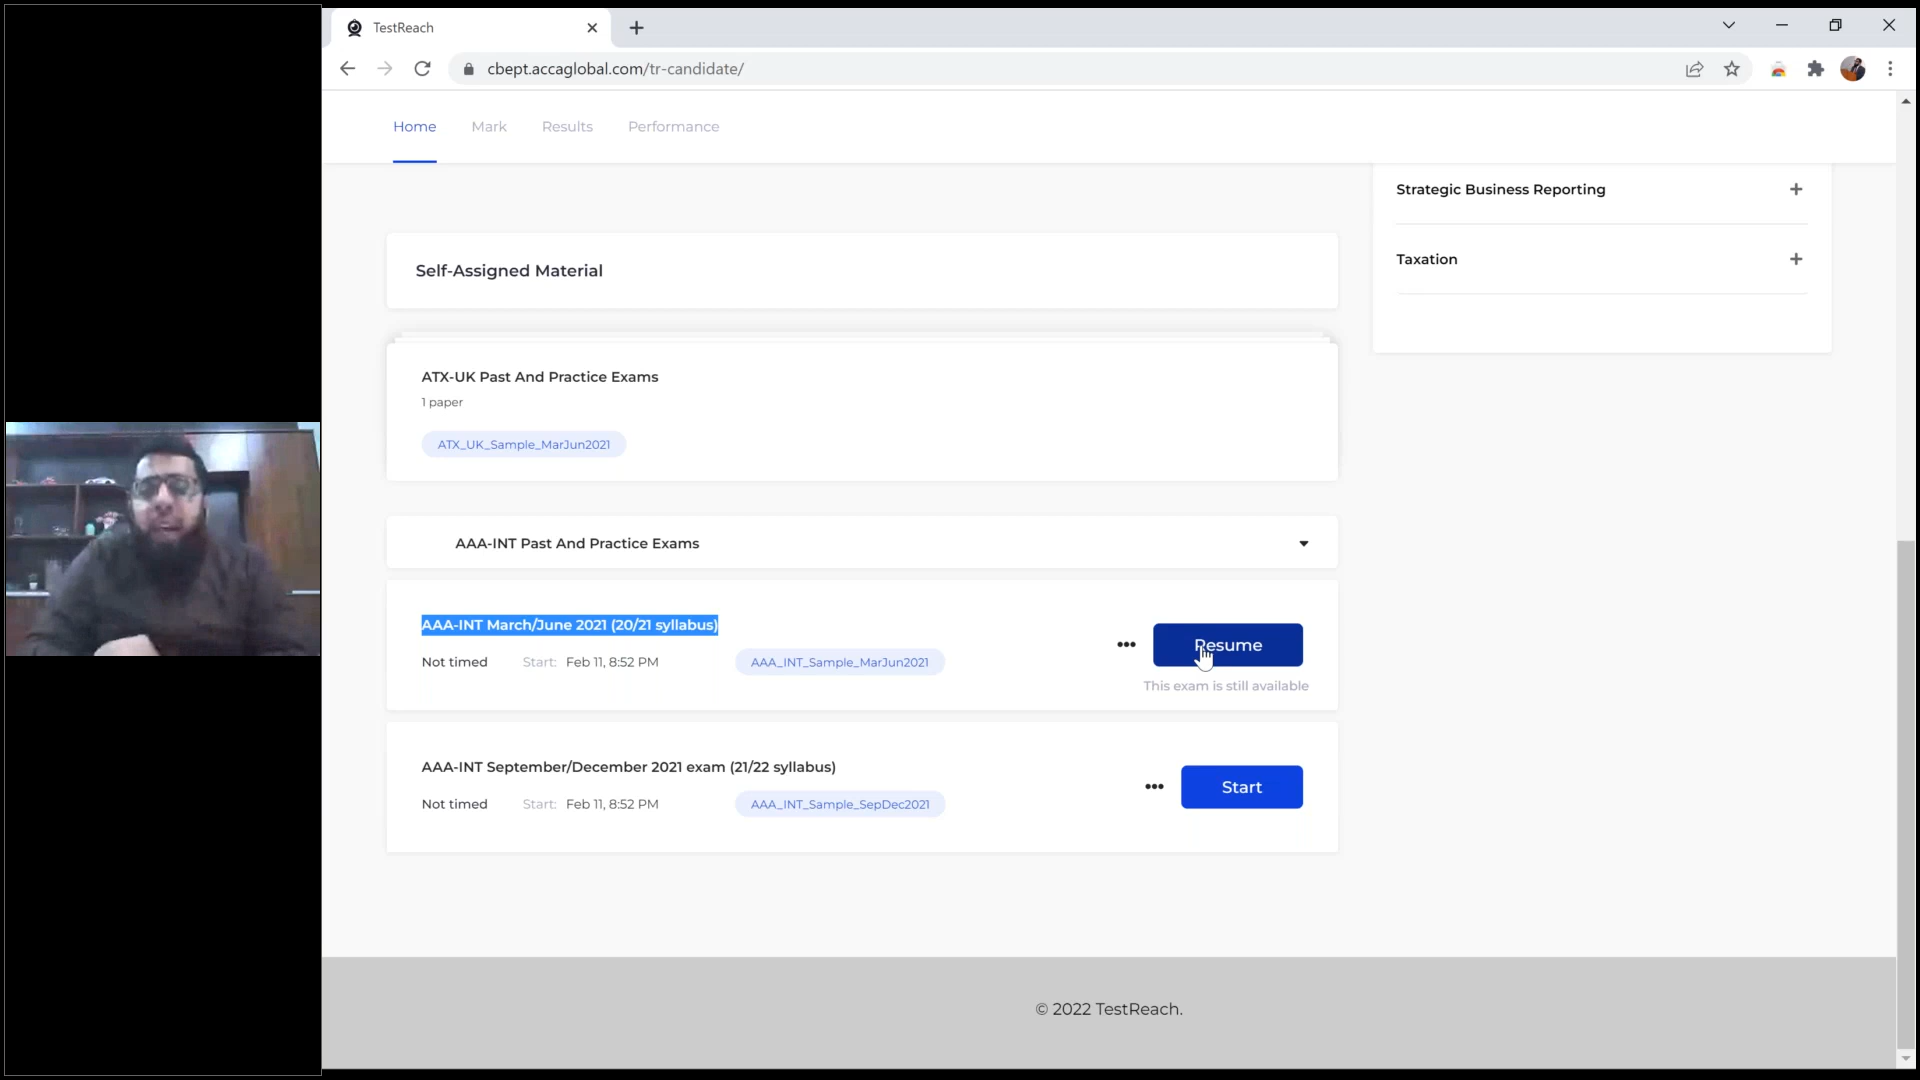 TestReach
cbept.accaglobal.com/tr-candidate/
Home
Mark
Results
Performance
Strategic Business Reporting
Taxation
Self-Assigned Material
ATX-UK Past And Practice Exams
1 paper
ATX_UK_Sample_MarJun2021
AAA-INT Past And Practice Exams
AAA-INT March/June 2021 (20/21 syllabus)
Not timed
Start: Feb 11, 8:52 PM
AAA_INT_Sample_MarJun2021
Resume
This exam is still available
AAA-INT September/December 2021 exam (21/22 syllabus)
Not timed
Start: Feb 11, 8:52 PM
AAA_INT_Sample_SepDec2021
Start
© 2022 TestReach.